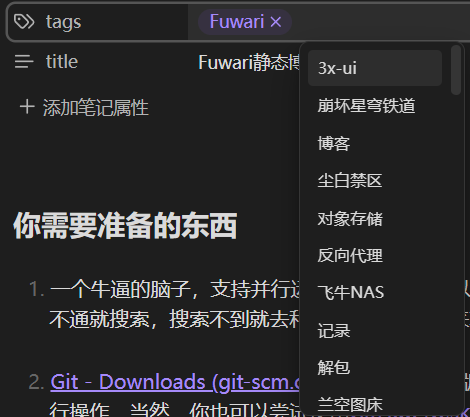 tags
Fuwari ×
title
Fuwari静态博
添加笔记属性
3x-ui
崩坏星穹铁道
博客
尘白禁区
对象存储
反向代理
飞牛NAS
记录
解包
兰空图床
你需要准备的东西
1. 一个牛逼的脑子，支持并行运
不通就搜索，搜索不到就去和
2. Git - Downloads (git-scm.c
行操作，当然，你也可以尝试